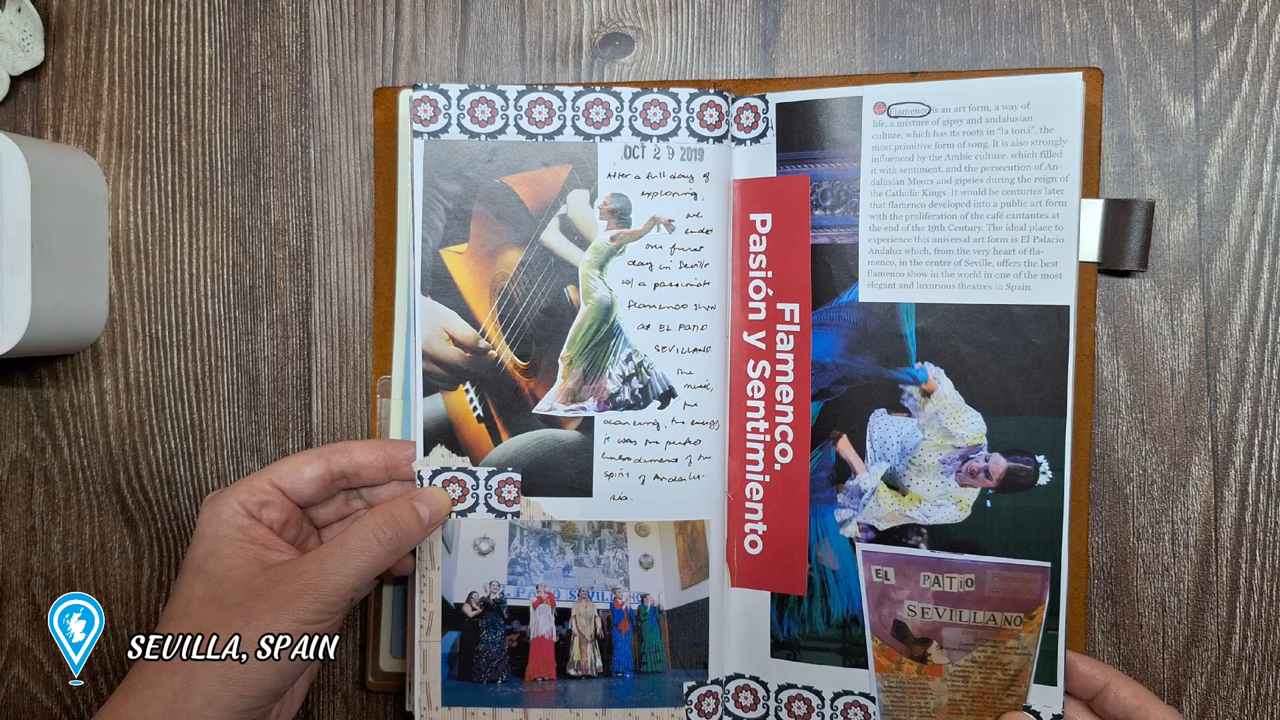 OCT 29 2019
After a full day of
exploring,
we
ended
our first
day in Seville
w/ a passionate
flamenco show
at EL PATIO
SEVILLANO.
The
music,
the
dancing, the energy
it was the perfect
embodiment of the
spirit of Andalu-
sia.
EL PATIO SEVILLANO
Flamenco.
Pasión y Sentimiento
Flamenco is an art form, a way of
life, a mixture of gipsy and andalusian
culture, which has its roots in "la toná", the
most primitive form of song. It is also strongly
influenced by the Arabic culture, which filled
it with sentiment, and the persecution of An-
dalusian Moors and gipsies during the reign of
the Catholic Kings. It would be centuries later
that flamenco developed into a public art form
with the proliferation of the café cantantes at
the end of the 19th Century. The ideal place to
experience this universal art form is El Palacio
Andaluz which, from the very heart of fla-
menco, in the centre of Seville, offers the best
flamenco show in the world in one of the most
elegant and luxurious theatres in Spain.
EL PATIO
SEVILLANO
SEVILLA, SPAIN